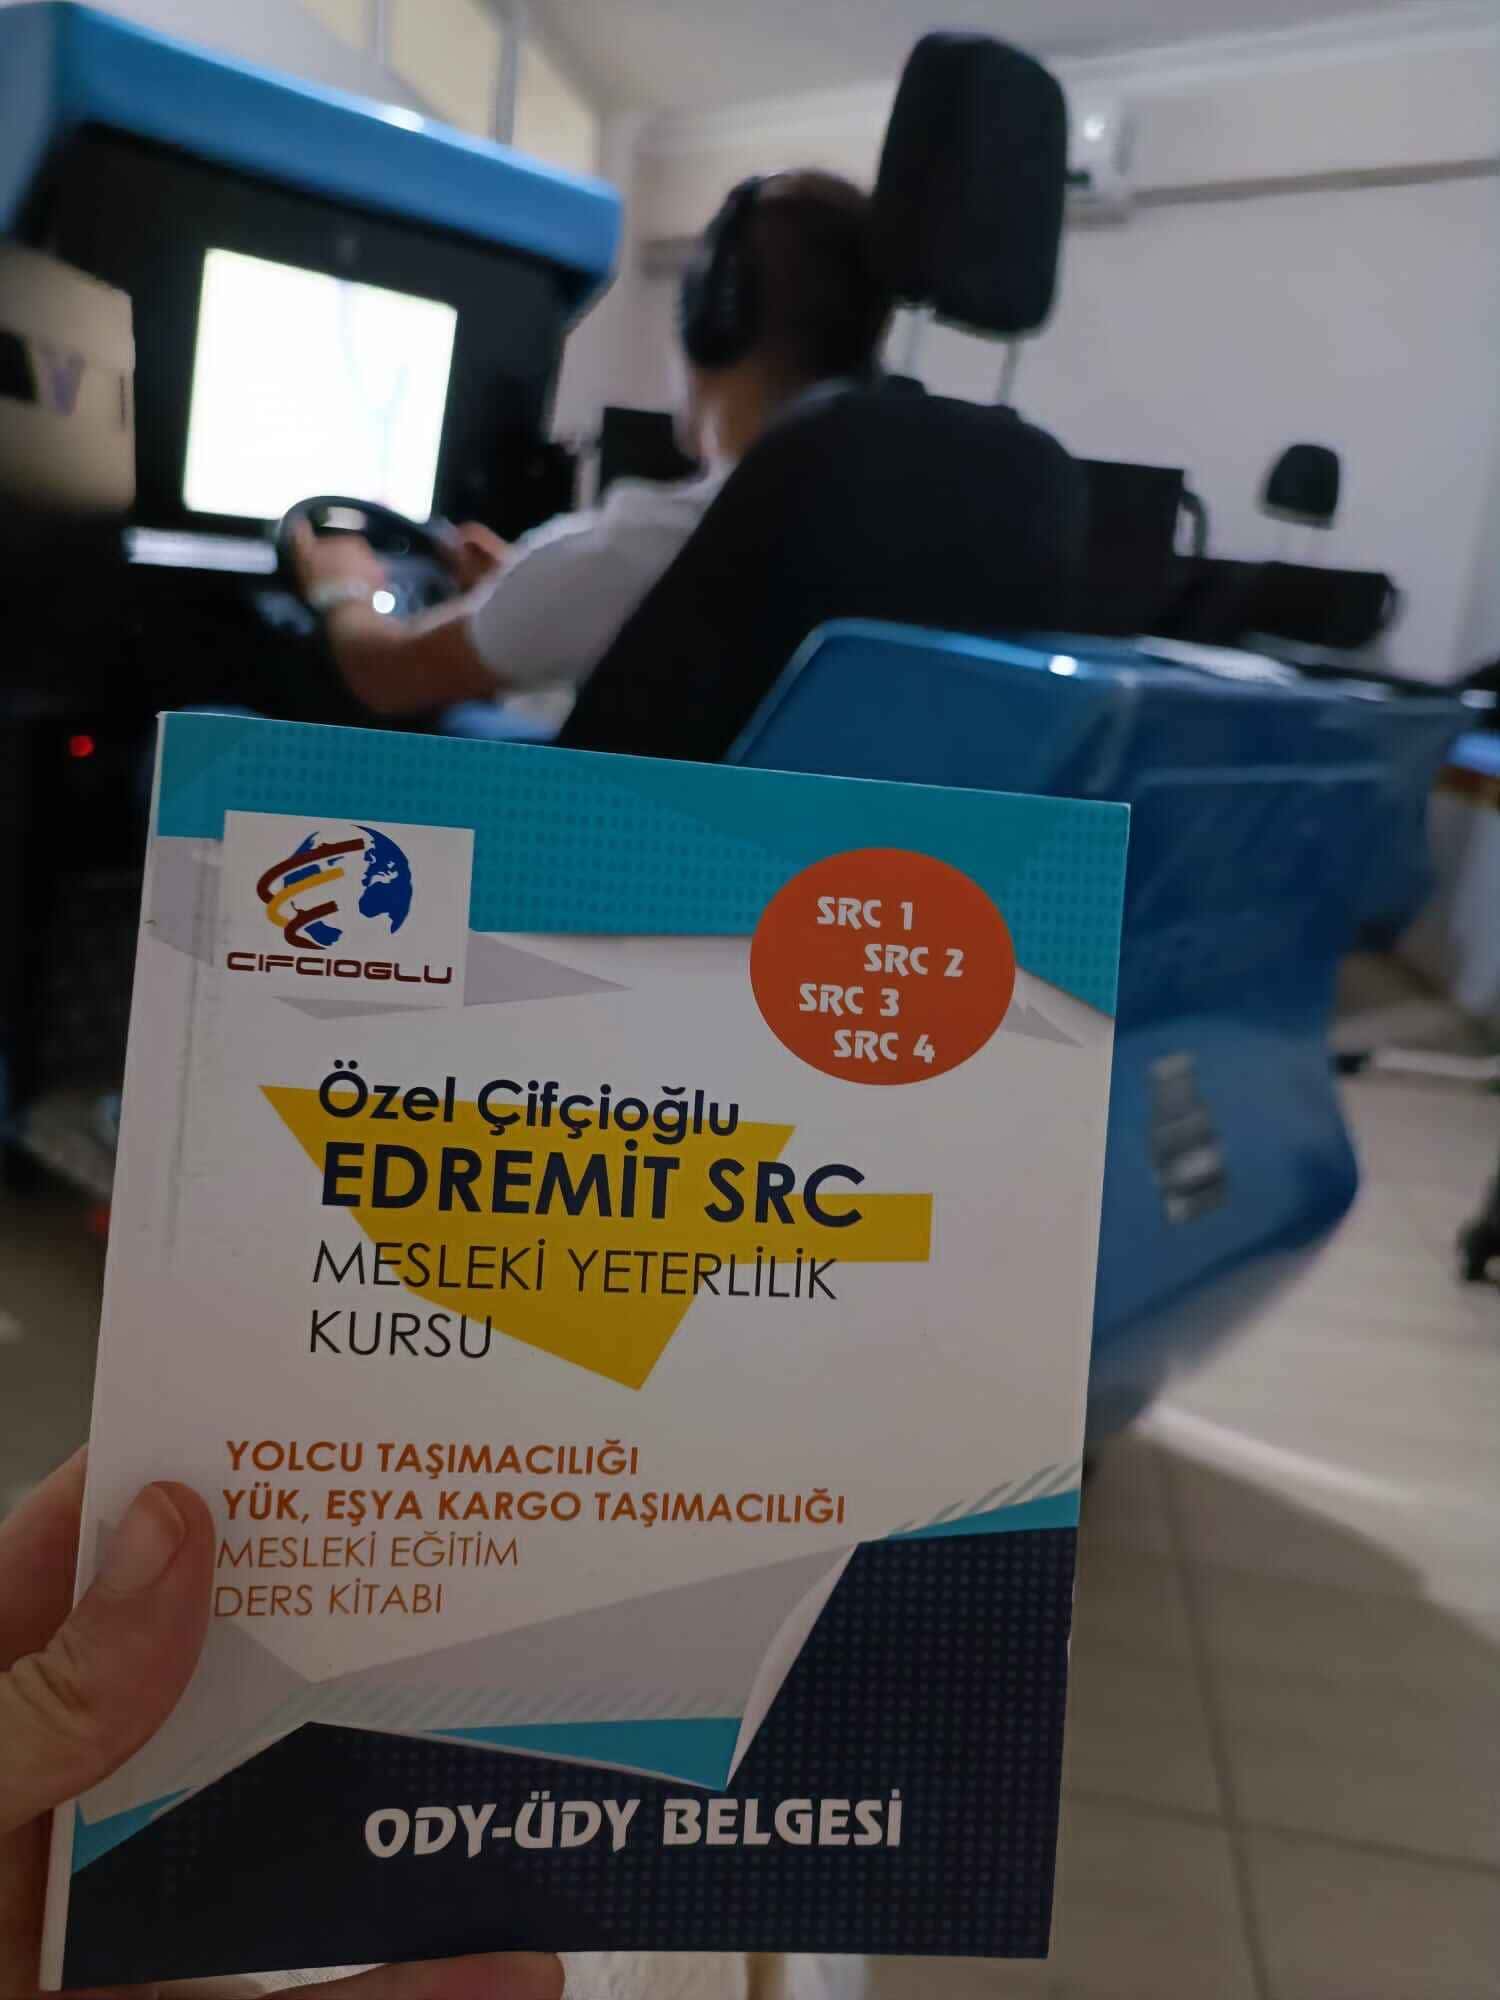 CIFCIOGLU
SRC 1
SRC 2
SRC 3
SRC 4
Özel Çifçioğlu
EDREMİT SRC
MESLEKİ YETERLİLİK
KURSU
YOLCU TAŞIMACILIĞI
YÜK, EŞYA KARGO TAŞIMACILIĞI
MESLEKİ EĞİTİM
DERS KİTABI
ODY-ÜDY BELGESİ